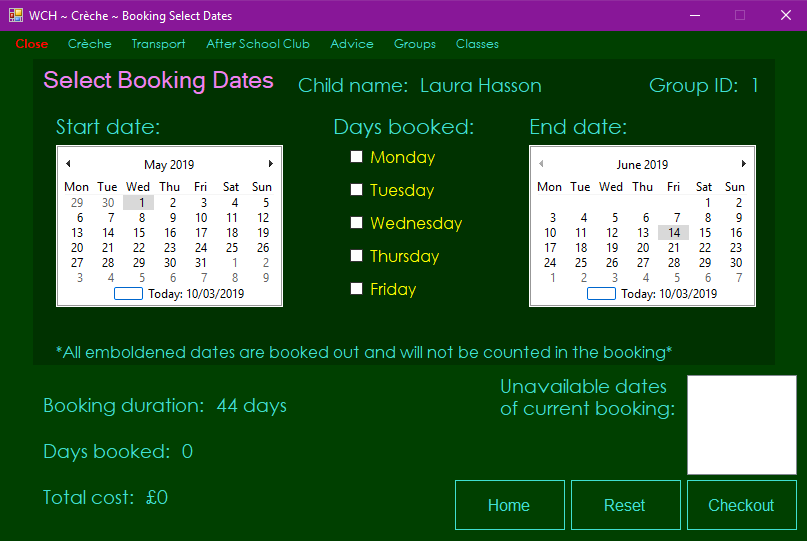 WCH ~ Crèche ~ Booking Select Dates
Close Crèche Transport After School Club Advice Groups Classes
Select Booking Dates Child name: Laura Hasson Group ID: 1
Start date:
May 2019
Mon Tue Wed Thu Fri Sat Sun
29 30 1 2 3 4 5
6 7 8 9 10 11 12
13 14 15 16 17 18 19
20 21 22 23 24 25 26
27 28 29 30 31 1 2
3 4 5 6 7 8 9
Today: 10/03/2019
Days booked:
Monday
Tuesday
Wednesday
Thursday
Friday
End date:
June 2019
Mon Tue Wed Thu Fri Sat Sun
1 2
3 4 5 6 7 8 9
10 11 12 13 14 15 16
17 18 19 20 21 22 23
24 25 26 27 28 29 30
1 2 3 4 5 6 7
Today: 10/03/2019
*All emboldened dates are booked out and will not be counted in the booking*
Booking duration: 44 days
Days booked: 0
Total cost: £0
Unavailable dates
of current booking:
Home Reset Checkout